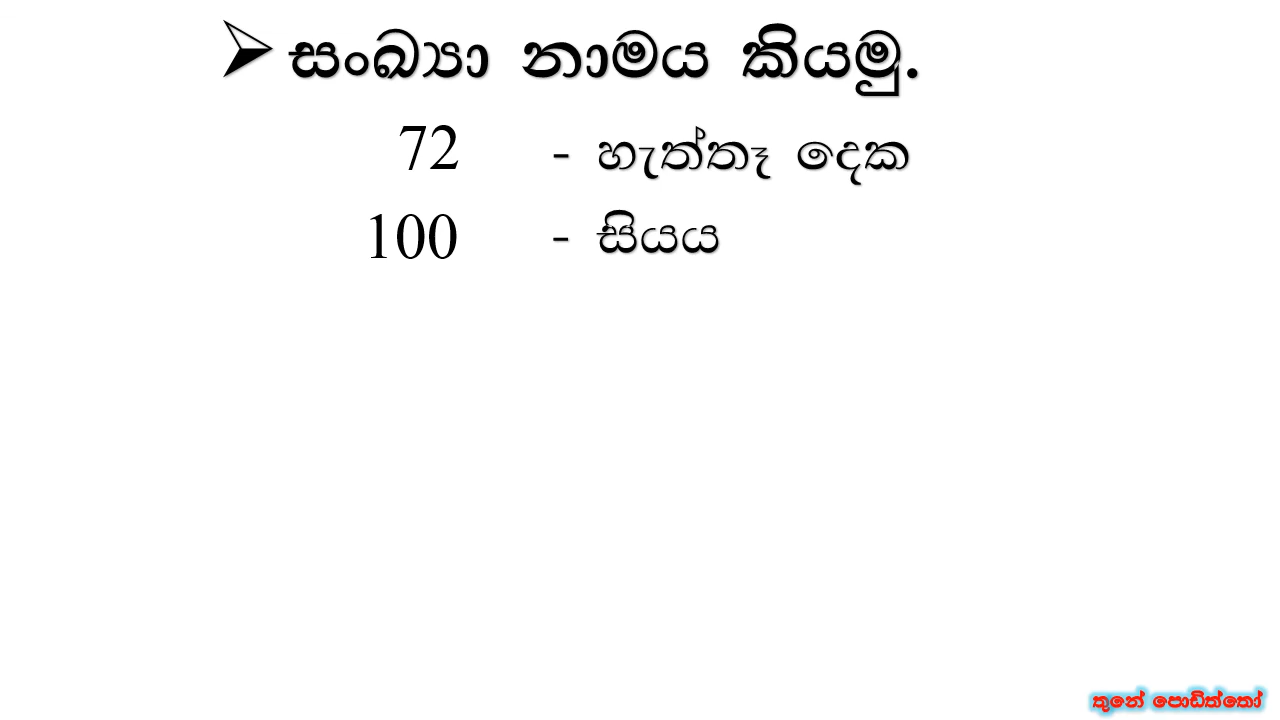 ➢ සංඛ්‍යා නාමය කියමු.
72 - හැත්තෑ දෙක
100 - සියය
තුනේ පොඩිත්තෝ